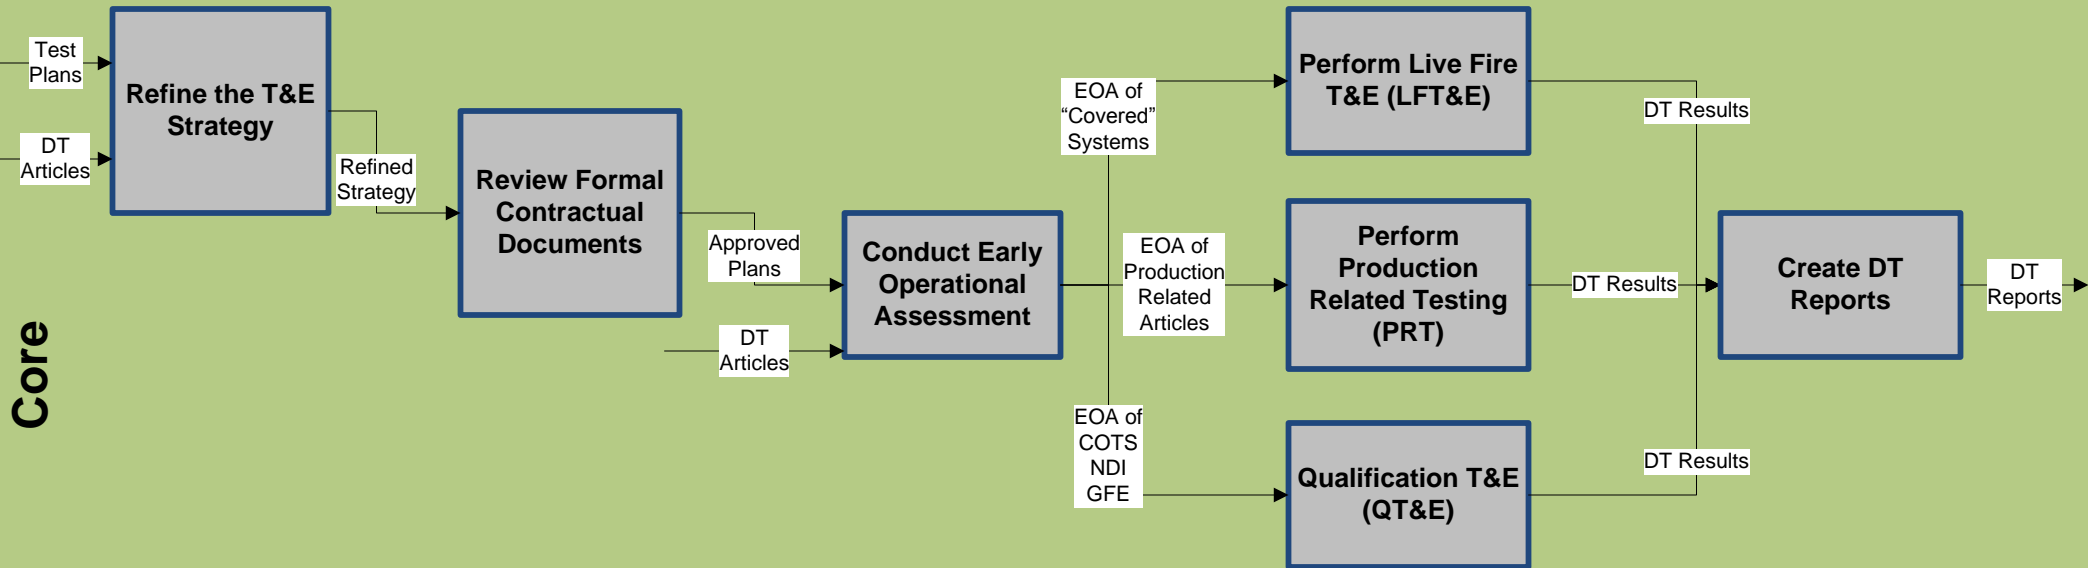 Test
Plans
DT
Articles
Refine the T&E
Strategy
Refined
Strategy
Review Formal
Contractual
Documents
Approved
Plans
DT
Articles
Conduct Early
Operational
Assessment
EOA of
“Covered”
Systems
EOA of
Production
Related
Articles
EOA of
COTS
NDI
GFE
Perform Live Fire
T&E (LFT&E)
Perform
Production
Related Testing
(PRT)
Qualification T&E
(QT&E)
DT Results
DT Results
DT Results
Create DT
Reports
DT
Reports
Core